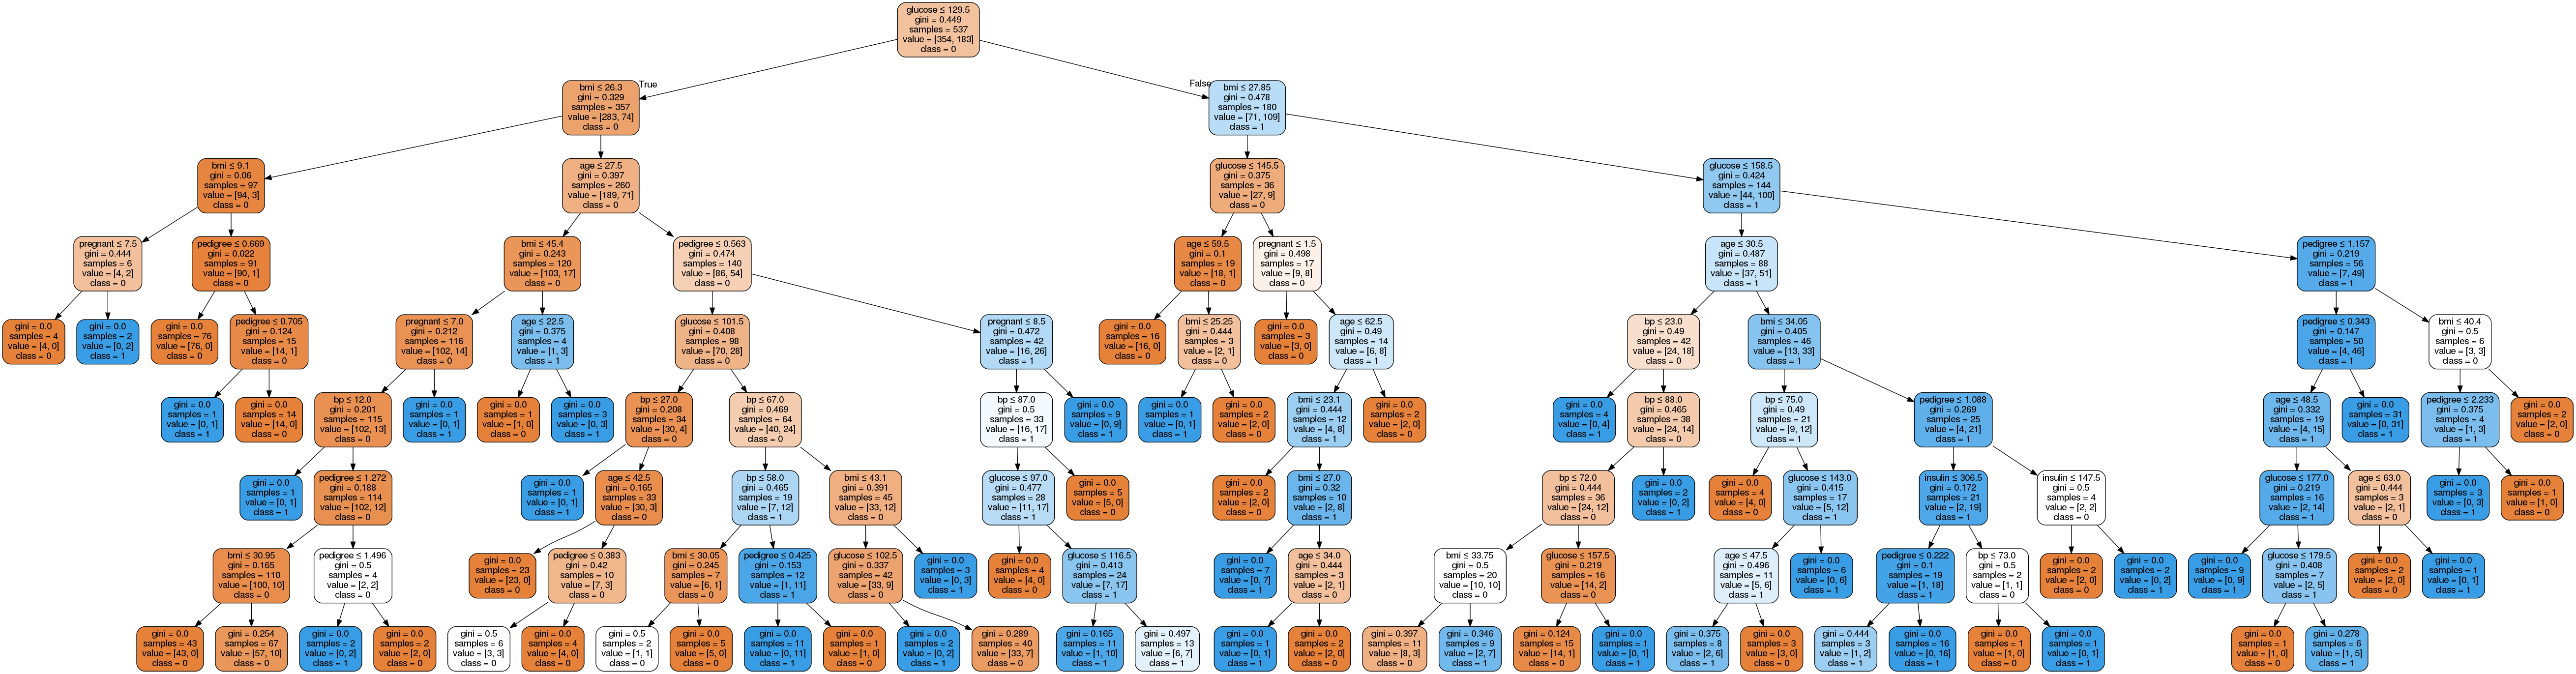 glucose ≤ 129.5
gini = 0.449
samples = 537
value = [354, 183]
class = 0
True
False
bmi ≤ 26.3
gini = 0.329
samples = 357
value = [283, 74]
class = 0
bmi ≤ 27.85
gini = 0.478
samples = 180
value = [71, 109]
class = 1
bmi ≤ 9.1
gini = 0.06
samples = 97
value = [94, 3]
class = 0
age ≤ 27.5
gini = 0.397
samples = 260
value = [189, 71]
class = 0
glucose ≤ 145.5
gini = 0.375
samples = 36
value = [27, 9]
class = 0
glucose ≤ 158.5
gini = 0.424
samples = 144
value = [44, 100]
class = 1
pregnant ≤ 7.5
gini = 0.444
samples = 6
value = [4, 2]
class = 0
pedigree ≤ 0.669
gini = 0.022
samples = 91
value = [90, 1]
class = 0
bmi ≤ 45.4
gini = 0.243
samples = 120
value = [103, 17]
class = 0
pedigree ≤ 0.563
gini = 0.474
samples = 140
value = [86, 54]
class = 0
age ≤ 59.5
gini = 0.1
samples = 19
value = [18, 1]
class = 0
pregnant ≤ 1.5
gini = 0.498
samples = 17
value = [9, 8]
class = 0
age ≤ 30.5
gini = 0.487
samples = 88
value = [37, 51]
class = 1
pedigree ≤ 1.157
gini = 0.219
samples = 56
value = [7, 49]
class = 1
gini = 0.0
samples = 4
value = [4, 0]
class = 0
gini = 0.0
samples = 2
value = [0, 2]
class = 1
gini = 0.0
samples = 76
value = [76, 0]
class = 0
pedigree ≤ 0.705
gini = 0.124
samples = 15
value = [14, 1]
class = 0
pregnant ≤ 7.0
gini = 0.212
samples = 116
value = [102, 14]
class = 0
age ≤ 22.5
gini = 0.375
samples = 4
value = [1, 3]
class = 1
glucose ≤ 101.5
gini = 0.408
samples = 98
value = [70, 28]
class = 0
pregnant ≤ 8.5
gini = 0.472
samples = 42
value = [16, 26]
class = 1
gini = 0.0
samples = 16
value = [16, 0]
class = 0
bmi ≤ 25.25
gini = 0.444
samples = 3
value = [2, 1]
class = 0
gini = 0.0
samples = 3
value = [3, 0]
class = 0
age ≤ 62.5
gini = 0.49
samples = 14
value = [6, 8]
class = 1
bp ≤ 23.0
gini = 0.49
samples = 42
value = [24, 18]
class = 0
bmi ≤ 34.05
gini = 0.405
samples = 46
value = [13, 33]
class = 1
pedigree ≤ 0.343
gini = 0.147
samples = 50
value = [4, 46]
class = 1
bmi ≤ 40.4
gini = 0.5
samples = 6
value = [3, 3]
class = 0
gini = 0.0
samples = 1
value = [0, 1]
class = 1
gini = 0.0
samples = 14
value = [14, 0]
class = 0
bp ≤ 12.0
gini = 0.201
samples = 115
value = [102, 13]
class = 0
gini = 0.0
samples = 1
value = [0, 1]
class = 1
gini = 0.0
samples = 1
value = [1, 0]
class = 0
gini = 0.0
samples = 3
value = [0, 3]
class = 1
bp ≤ 27.0
gini = 0.208
samples = 34
value = [30, 4]
class = 0
bp ≤ 67.0
gini = 0.469
samples = 64
value = [40, 24]
class = 0
bp ≤ 87.0
gini = 0.5
samples = 33
value = [16, 17]
class = 1
gini = 0.0
samples = 9
value = [0, 9]
class = 1
gini = 0.0
samples = 1
value = [0, 1]
class = 1
gini = 0.0
samples = 2
value = [2, 0]
class = 0
bmi ≤ 23.1
gini = 0.444
samples = 12
value = [4, 8]
class = 1
gini = 0.0
samples = 2
value = [2, 0]
class = 0
gini = 0.0
samples = 4
value = [0, 4]
class = 1
bp ≤ 88.0
gini = 0.465
samples = 38
value = [24, 14]
class = 0
bp ≤ 75.0
gini = 0.49
samples = 21
value = [9, 12]
class = 1
pedigree ≤ 1.088
gini = 0.269
samples = 25
value = [4, 21]
class = 1
age ≤ 48.5
gini = 0.332
samples = 19
value = [4, 15]
class = 1
gini = 0.0
samples = 31
value = [0, 31]
class = 1
pedigree ≤ 2.233
gini = 0.375
samples = 4
value = [1, 3]
class = 1
gini = 0.0
samples = 2
value = [2, 0]
class = 0
gini = 0.0
samples = 1
value = [0, 1]
class = 1
pedigree ≤ 1.272
gini = 0.188
samples = 114
value = [102, 12]
class = 0
gini = 0.0
samples = 1
value = [0, 1]
class = 1
age ≤ 42.5
gini = 0.165
samples = 33
value = [30, 3]
class = 0
bp ≤ 58.0
gini = 0.465
samples = 19
value = [7, 12]
class = 1
bmi ≤ 43.1
gini = 0.391
samples = 45
value = [33, 12]
class = 0
glucose ≤ 97.0
gini = 0.477
samples = 28
value = [11, 17]
class = 1
gini = 0.0
samples = 5
value = [5, 0]
class = 0
gini = 0.0
samples = 2
value = [2, 0]
class = 0
bmi ≤ 27.0
gini = 0.32
samples = 10
value = [2, 8]
class = 1
bp ≤ 72.0
gini = 0.444
samples = 36
value = [24, 12]
class = 0
gini = 0.0
samples = 2
value = [0, 2]
class = 1
gini = 0.0
samples = 4
value = [4, 0]
class = 0
glucose ≤ 143.0
gini = 0.415
samples = 17
value = [5, 12]
class = 1
insulin ≤ 306.5
gini = 0.172
samples = 21
value = [2, 19]
class = 1
insulin ≤ 147.5
gini = 0.5
samples = 4
value = [2, 2]
class = 0
glucose ≤ 177.0
gini = 0.219
samples = 16
value = [2, 14]
class = 1
age ≤ 63.0
gini = 0.444
samples = 3
value = [2, 1]
class = 0
gini = 0.0
samples = 3
value = [0, 3]
class = 1
gini = 0.0
samples = 1
value = [1, 0]
class = 0
bmi ≤ 30.95
gini = 0.165
samples = 110
value = [100, 10]
class = 0
pedigree ≤ 1.496
gini = 0.5
samples = 4
value = [2, 2]
class = 0
gini = 0.0
samples = 23
value = [23, 0]
class = 0
pedigree ≤ 0.383
gini = 0.42
samples = 10
value = [7, 3]
class = 0
bmi ≤ 30.05
gini = 0.245
samples = 7
value = [6, 1]
class = 0
pedigree ≤ 0.425
gini = 0.153
samples = 12
value = [1, 11]
class = 1
glucose ≤ 102.5
gini = 0.337
samples = 42
value = [33, 9]
class = 0
gini = 0.0
samples = 3
value = [0, 3]
class = 1
gini = 0.0
samples = 4
value = [4, 0]
class = 0
glucose ≤ 116.5
gini = 0.413
samples = 24
value = [7, 17]
class = 1
gini = 0.0
samples = 7
value = [0, 7]
class = 1
age ≤ 34.0
gini = 0.444
samples = 3
value = [2, 1]
class = 0
bmi ≤ 33.75
gini = 0.5
samples = 20
value = [10, 10]
class = 0
glucose ≤ 157.5
gini = 0.219
samples = 16
value = [14, 2]
class = 0
age ≤ 47.5
gini = 0.496
samples = 11
value = [5, 6]
class = 1
gini = 0.0
samples = 6
value = [0, 6]
class = 1
pedigree ≤ 0.222
gini = 0.1
samples = 19
value = [1, 18]
class = 1
bp ≤ 73.0
gini = 0.5
samples = 2
value = [1, 1]
class = 0
gini = 0.0
samples = 2
value = [2, 0]
class = 0
gini = 0.0
samples = 2
value = [0, 2]
class = 1
gini = 0.0
samples = 9
value = [0, 9]
class = 1
glucose ≤ 179.5
gini = 0.408
samples = 7
value = [2, 5]
class = 1
gini = 0.0
samples = 2
value = [2, 0]
class = 0
gini = 0.0
samples = 1
value = [0, 1]
class = 1
gini = 0.0
samples = 43
value = [43, 0]
class = 0
gini = 0.254
samples = 67
value = [57, 10]
class = 0
gini = 0.0
samples = 2
value = [0, 2]
class = 1
gini = 0.0
samples = 2
value = [2, 0]
class = 0
gini = 0.5
samples = 6
value = [3, 3]
class = 0
gini = 0.0
samples = 4
value = [4, 0]
class = 0
gini = 0.5
samples = 2
value = [1, 1]
class = 0
gini = 0.0
samples = 5
value = [5, 0]
class = 0
gini = 0.0
samples = 11
value = [0, 11]
class = 1
gini = 0.0
samples = 1
value = [1, 0]
class = 0
gini = 0.0
samples = 2
value = [0, 2]
class = 1
gini = 0.289
samples = 40
value = [33, 7]
class = 0
gini = 0.165
samples = 11
value = [1, 10]
class = 1
gini = 0.497
samples = 13
value = [6, 7]
class = 1
gini = 0.0
samples = 1
value = [0, 1]
class = 1
gini = 0.0
samples = 2
value = [2, 0]
class = 0
gini = 0.397
samples = 11
value = [8, 3]
class = 0
gini = 0.346
samples = 9
value = [2, 7]
class = 1
gini = 0.124
samples = 15
value = [14, 1]
class = 0
gini = 0.0
samples = 1
value = [0, 1]
class = 1
gini = 0.375
samples = 8
value = [2, 6]
class = 1
gini = 0.0
samples = 3
value = [3, 0]
class = 0
gini = 0.444
samples = 3
value = [1, 2]
class = 1
gini = 0.0
samples = 16
value = [0, 16]
class = 1
gini = 0.0
samples = 1
value = [1, 0]
class = 0
gini = 0.0
samples = 1
value = [0, 1]
class = 1
gini = 0.0
samples = 1
value = [1, 0]
class = 0
gini = 0.278
samples = 6
value = [1, 5]
class = 1